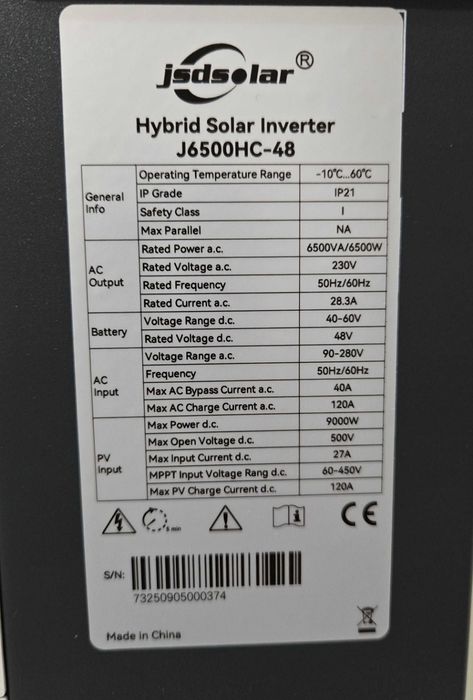 jsdsolar®
Hybrid Solar Inverter
J6500HC-48
General Info
Operating Temperature Range -10℃...60℃
IP Grade IP21
Safety Class I
Max Parallel NA
AC Output
Rated Power a.c. 6500VA/6500W
Rated Voltage a.c. 230V
Rated Frequency 50Hz/60Hz
Rated Current a.c. 28.3A
Battery
Voltage Range d.c. 40-60V
Rated Voltage d.c. 48V
AC Input
Voltage Range a.c. 90-280V
Frequency 50Hz/60Hz
Max AC Bypass Current a.c. 40A
Max AC Charge Current a.c. 120A
PV Input
Max Power d.c. 9000W
Max Open Voltage d.c. 500V
Max Input Current d.c. 27A
MPPT Input Voltage Rang d.c. 60-450V
Max PV Charge Current d.c. 120A
5 min
CE
S/N:
73250905000374
Made in China